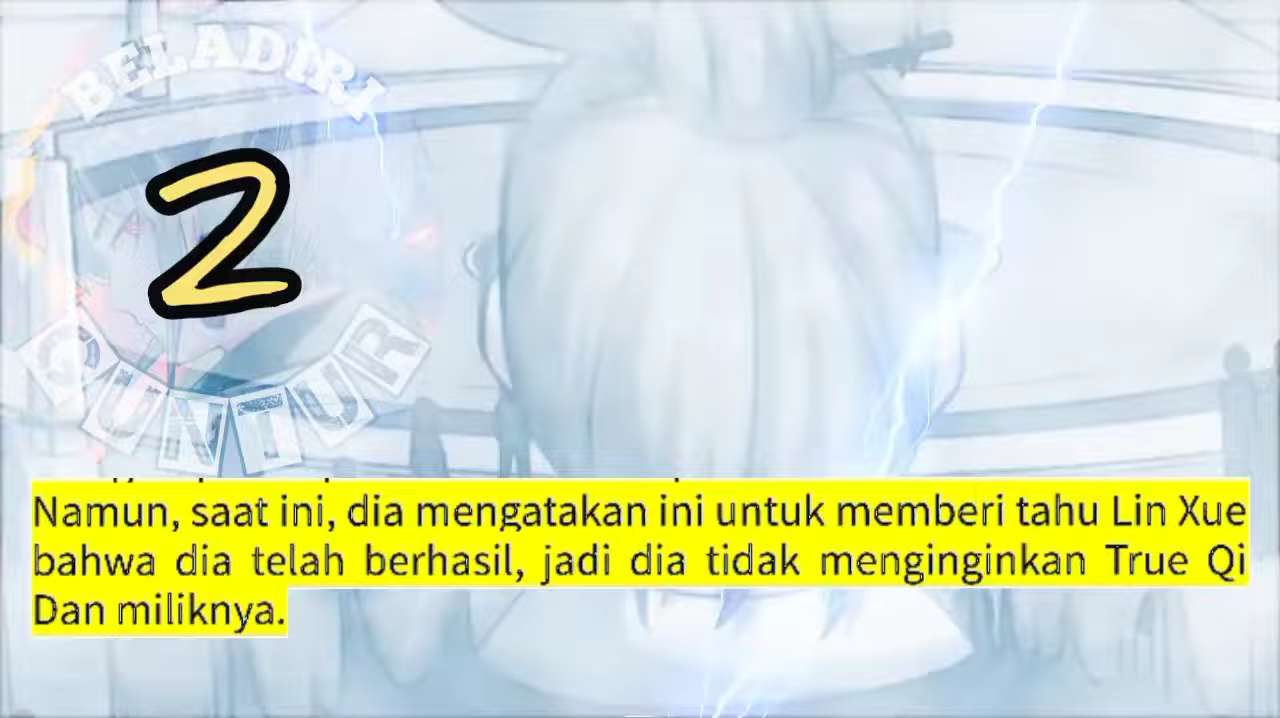 BELADIRI
2
GUNTUR
Namun, saat ini, dia mengatakan ini untuk memberi tahu Lin Xue
bahwa dia telah berhasil, jadi dia tidak menginginkan True Qi
Dan miliknya.